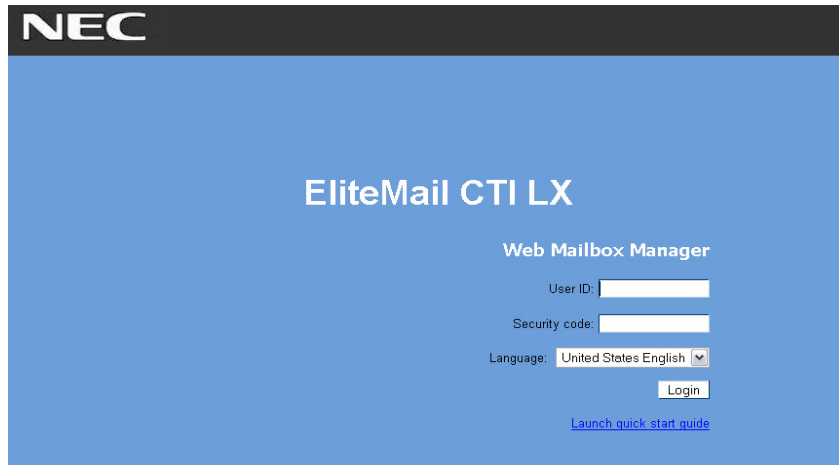 NEC
EliteMail CTI LX
Web Mailbox Manager
User ID:
Security code:
Language: United States English
Login
Launch quick start guide